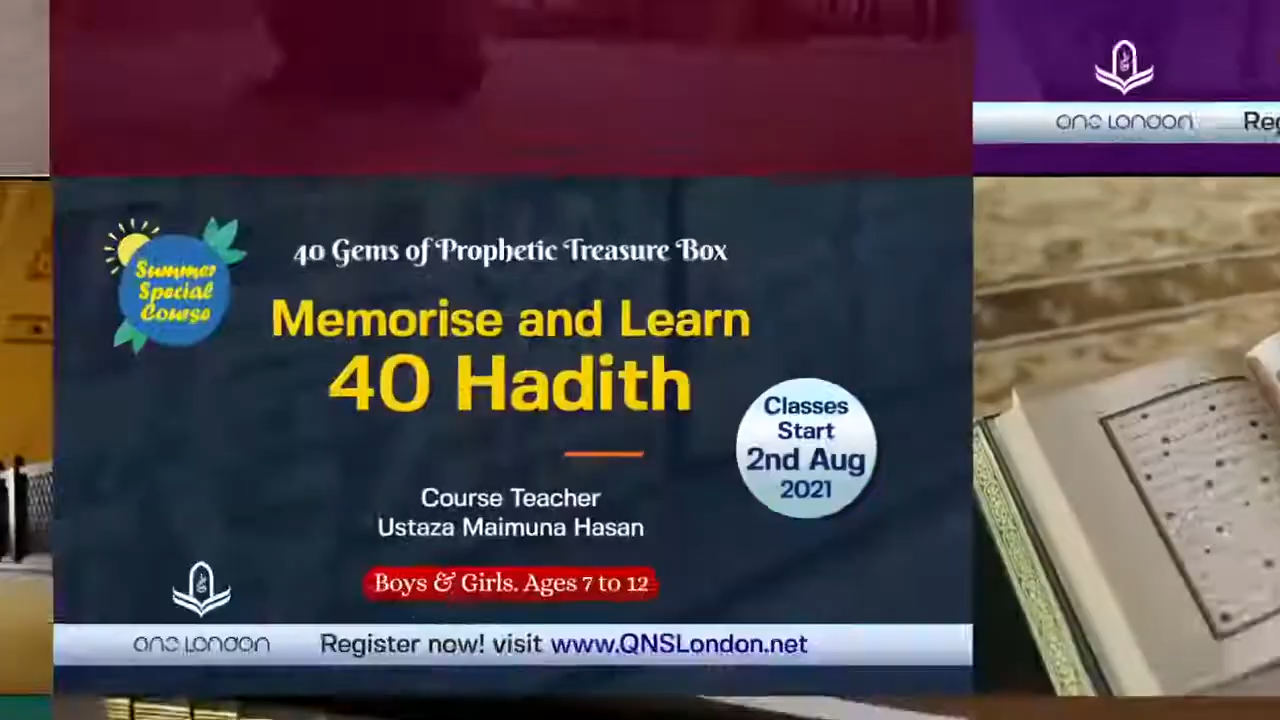 QNS LONDON
40 Gems of Prophetic Treasure Box
Summer
Special
Course
Memorise and Learn
40 Hadith
Classes
Start
2nd Aug
2021
Course Teacher
Ustaza Maimuna Hasan
Boys & Girls. Ages 7 to 12
QNS LONDON
Register now! visit www.QNSLondon.net